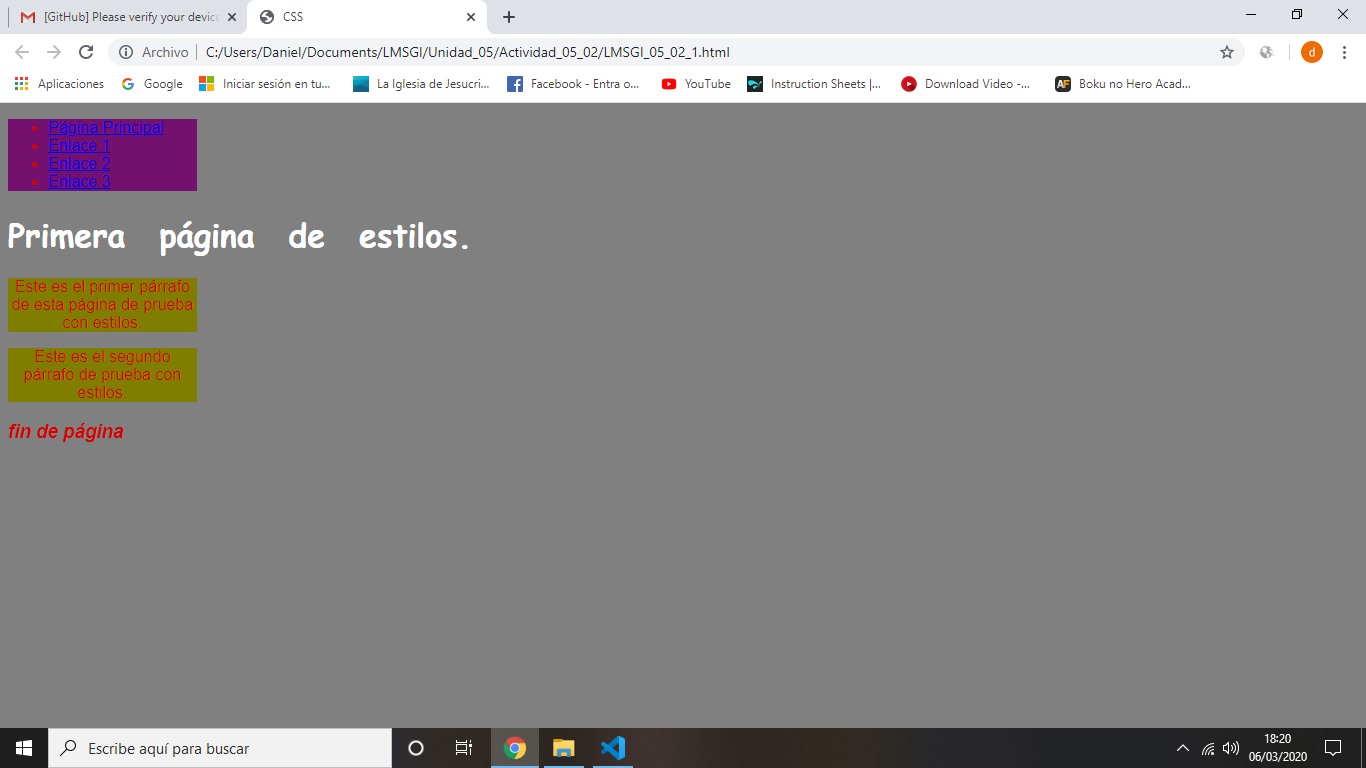 [GitHub] Please verify your device
CSS
Archivo
C:/Users/Daniel/Documents/LMSGI/Unidad_05/Actividad_05_02/LMSGI_05_02_1.html
d
Aplicaciones
Google
Iniciar sesión en tu...
La Iglesia de Jesucri...
Facebook - Entra o...
YouTube
Instruction Sheets |...
Download Video -...
AF
Boku no Hero Acad...
Página Principal
Enlace 1
Enlace 2
Enlace 3
Primera página de estilos.
Este es el primer párrafo
de esta página de prueba
con estilos.
Este es el segundo
párrafo de prueba con
estilos.
fin de página
Escribe aquí para buscar
18:20
06/03/2020